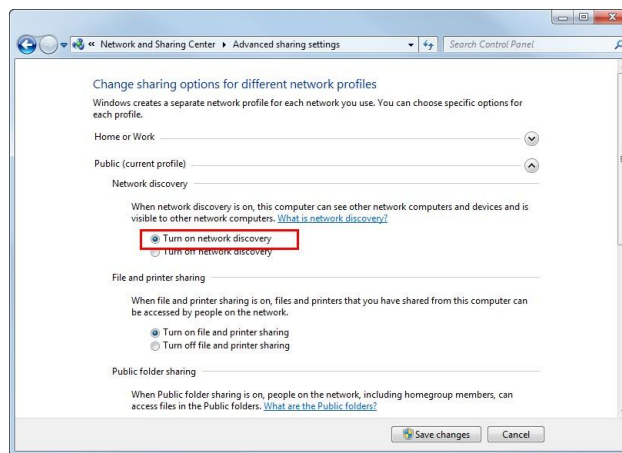 « Network and Sharing Center ▸ Advanced sharing settings
Search Control Panel
Change sharing options for different network profiles
Windows creates a separate network profile for each network you use. You can choose specific options for
each profile.
Home or Work
Public (current profile)
Network discovery
When network discovery is on, this computer can see other network computers and devices and is
visible to other network computers. What is network discovery?
Turn on network discovery
Turn off network discovery
File and printer sharing
When file and printer sharing is on, files and printers that you have shared from this computer can
be accessed by people on the network.
Turn on file and printer sharing
Turn off file and printer sharing
Public folder sharing
When Public folder sharing is on, people on the network, including homegroup members, can
access files in the Public folders. What are the Public folders?
Save changes
Cancel